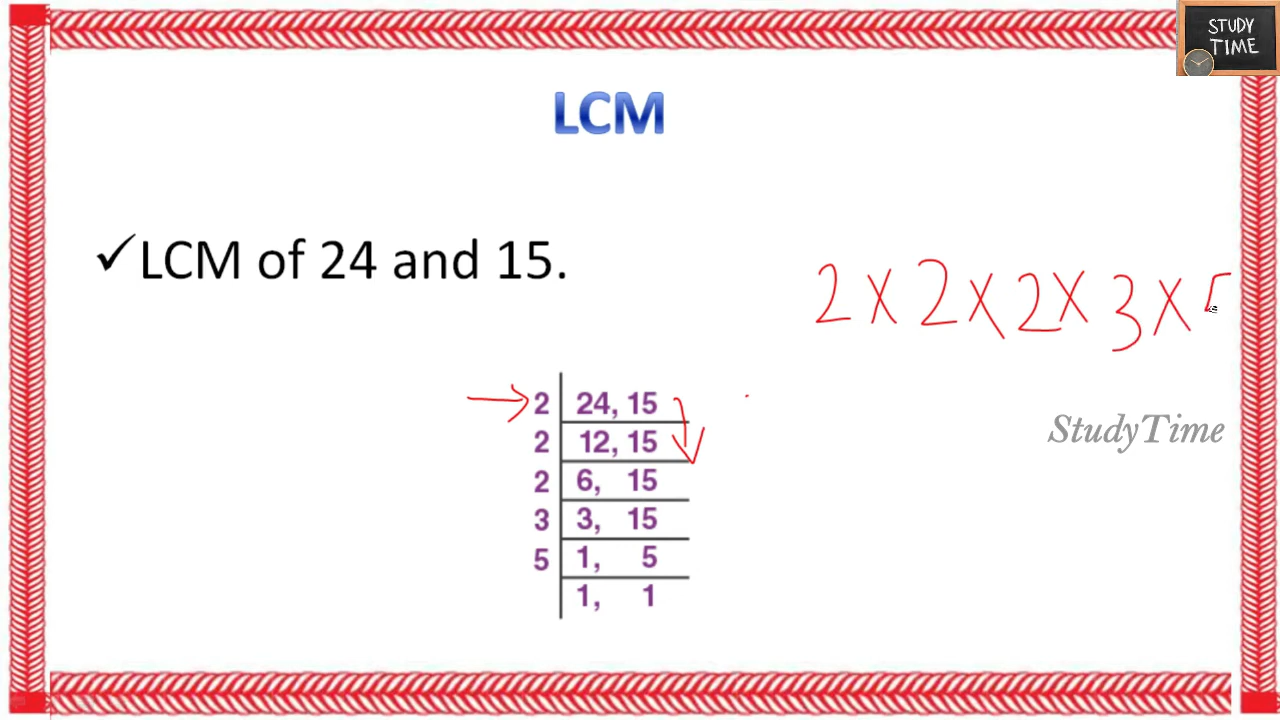 STUDY
TIME
LCM
✓LCM of 24 and 15.
2 X 2 X 2 X 3 X 5
2 24, 15
2 12, 15
2 6, 15
3 3, 15
5 1, 5
1, 1
StudyTime